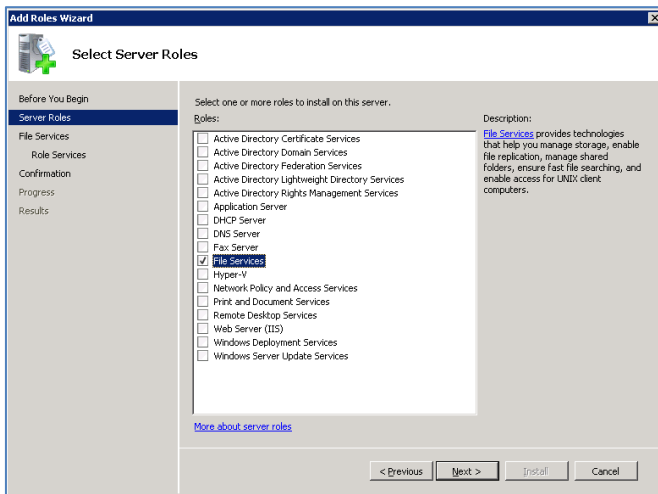 Add Roles Wizard
Select Server Roles
Before You Begin
Server Roles
File Services
Role Services
Confirmation
Progress
Results
Select one or more roles to install on this server.
Roles:
Active Directory Certificate Services
Active Directory Domain Services
Active Directory Federation Services
Active Directory Lightweight Directory Services
Active Directory Rights Management Services
Application Server
DHCP Server
DNS Server
Fax Server
File Services
Hyper-V
Network Policy and Access Services
Print and Document Services
Remote Desktop Services
Web Server (IIS)
Windows Deployment Services
Windows Server Update Services
More about server roles
Description:
File Services provides technologies
that help you manage storage, enable
file replication, manage shared
folders, ensure fast file searching, and
enable access for UNIX client
computers.
< Previous
Next >
Install
Cancel